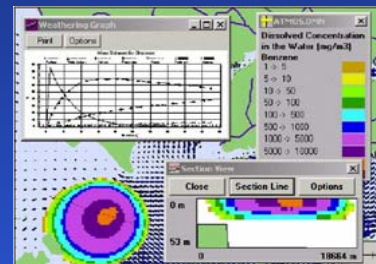 Weathering Graph
Print Options
ATMOS.DMN
Dissolved Concentration
in the Water (mg/m3)
Benzene
1 -> 5
5 -> 10
10 -> 50
50 -> 100
100 -> 500
500 -> 1000
1000 -> 5000
5000 -> 10000
Section View
Close Section Line Options
0 m
53 m
0 18664 m